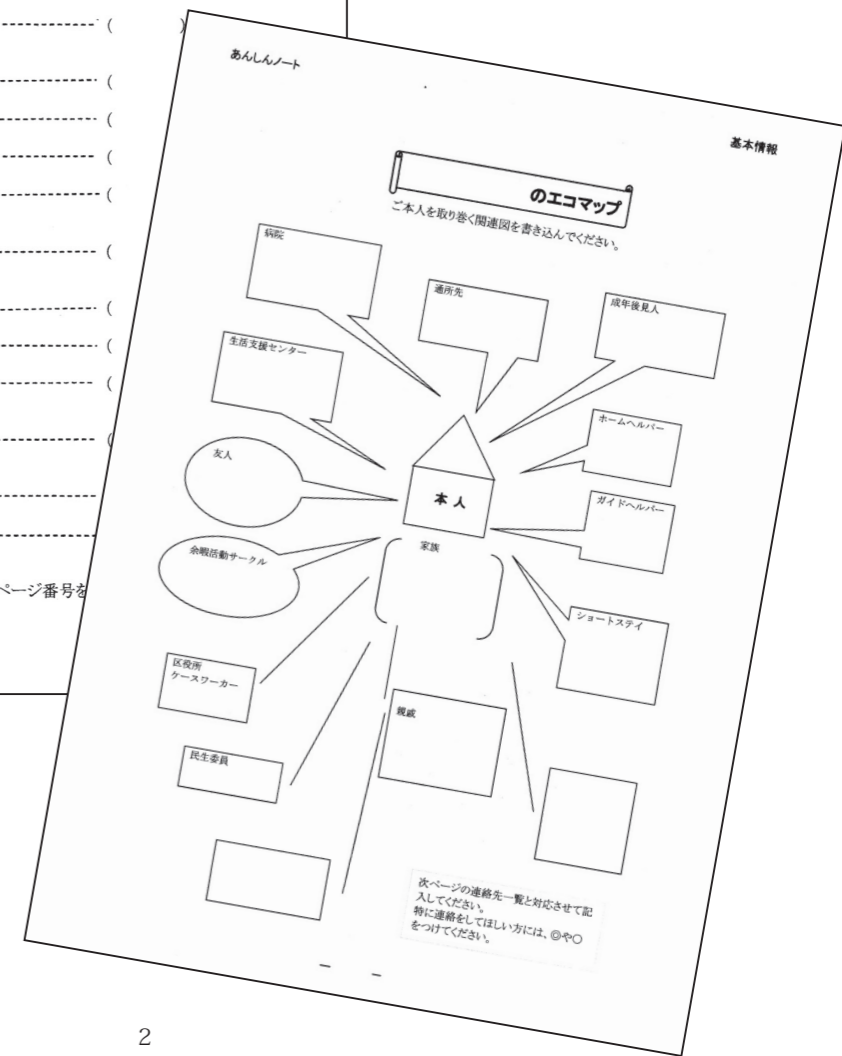 ページ番号を
あんしんノート
基本情報
のエコマップ
ご本人を取り巻く関連図を書き込んでください。
病院
通所先
成年後見人
生活支援センター
ホームヘルパー
友人
本 人
ガイドヘルパー
余暇活動サークル
家族
ショートステイ
区役所
ケースワーカー
親戚
民生委員
次ページの連絡先一覧と対応させて記
入してください。
特に連絡をしてほしい方には、◎や○
をつけてください。
2